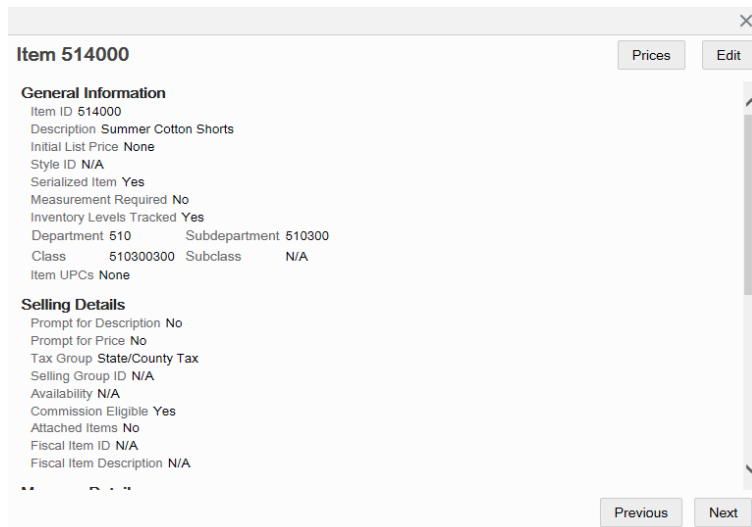 Item 514000
Prices
Edit
General Information
Item ID 514000
Description Summer Cotton Shorts
Initial List Price None
Style ID N/A
Serialized Item Yes
Measurement Required No
Inventory Levels Tracked Yes
Department 510 Subdepartment 510300
Class 510300300 Subclass N/A
Item UPCs None
Selling Details
Prompt for Description No
Prompt for Price No
Tax Group State/County Tax
Selling Group ID N/A
Availability N/A
Commission Eligible Yes
Attached Items No
Fiscal Item ID N/A
Fiscal Item Description N/A
Previous
Next